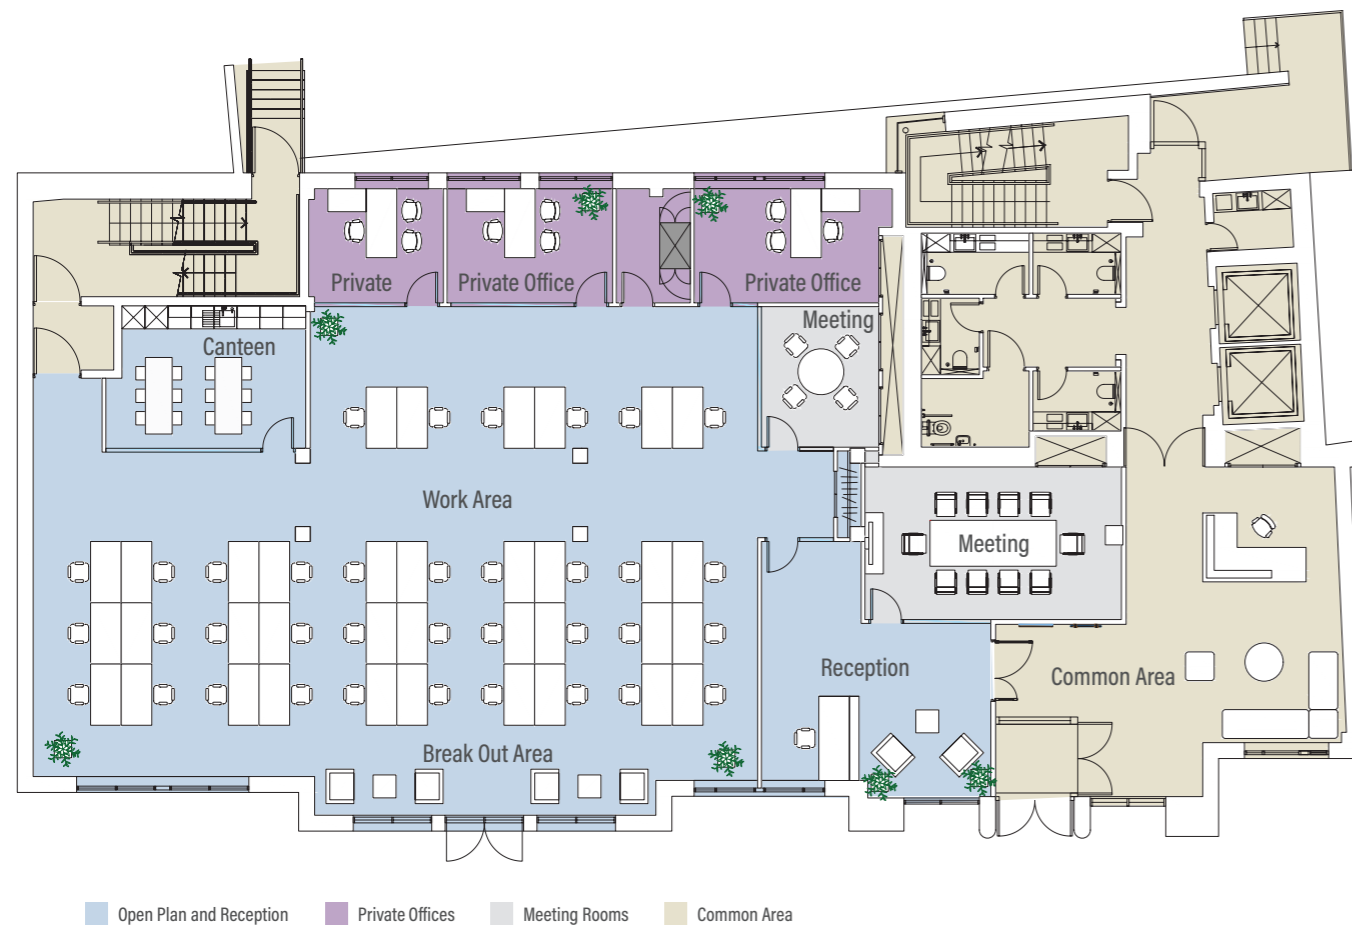 Private
Private Office
Private Office
Meeting
Canteen
Work Area
Meeting
Reception
Common Area
Break Out Area
Open Plan and Reception
Private Offices
Meeting Rooms
Common Area